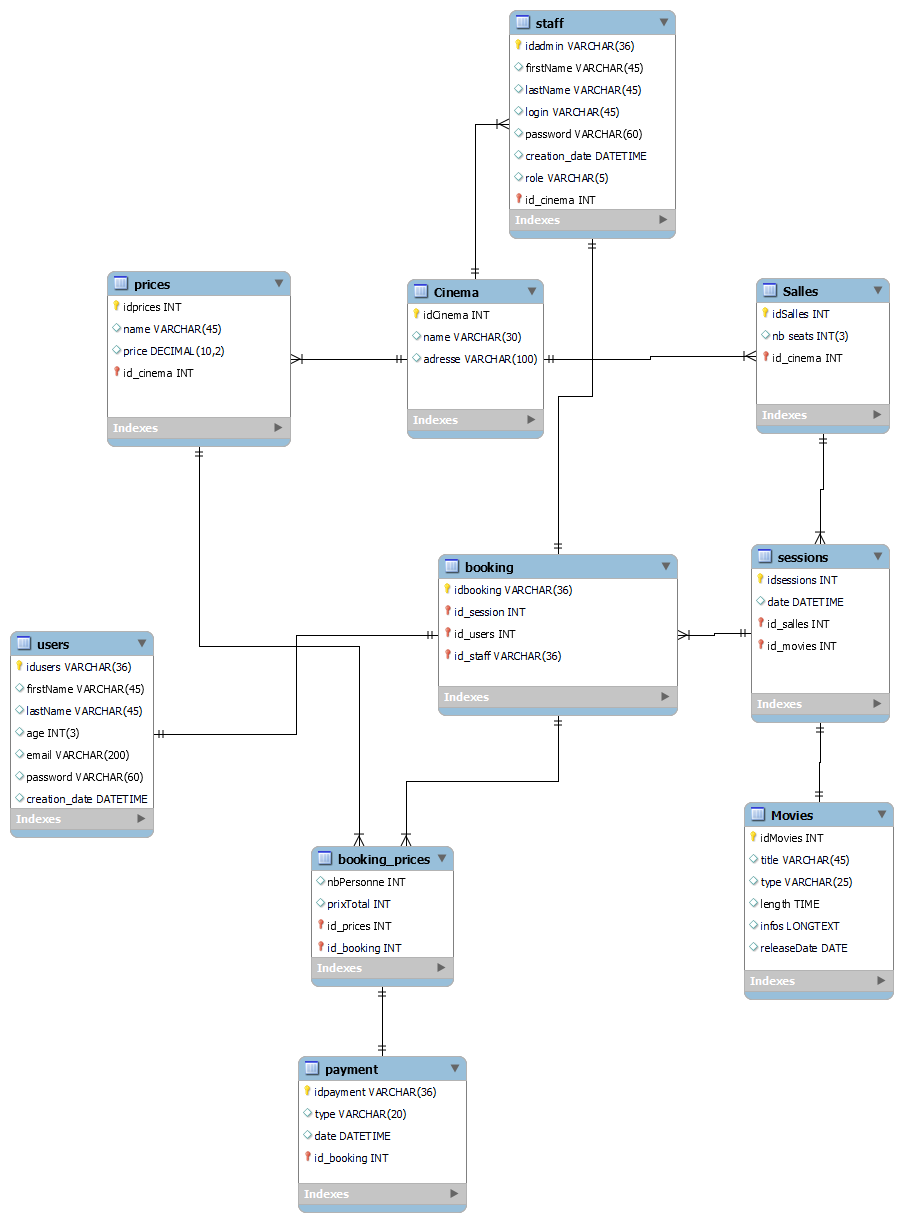 staff
idadmin VARCHAR(36)
firstName VARCHAR(45)
lastName VARCHAR(45)
login VARCHAR(45)
password VARCHAR(60)
creation_date DATETIME
role VARCHAR(5)
id_cinema INT
Indexes
prices
idprices INT
name VARCHAR(45)
price DECIMAL(10,2)
id_cinema INT
Indexes
Cinema
idCinema INT
name VARCHAR(30)
adresse VARCHAR(100)
Indexes
Salles
idSalles INT
nb seats INT(3)
id_cinema INT
Indexes
booking
idbooking VARCHAR(36)
id_session INT
id_users INT
id_staff VARCHAR(36)
Indexes
sessions
idsessions INT
date DATETIME
id_salles INT
id_movies INT
Indexes
users
idusers VARCHAR(36)
firstName VARCHAR(45)
lastName VARCHAR(45)
age INT(3)
email VARCHAR(200)
password VARCHAR(60)
creation_date DATETIME
Indexes
Movies
idMovies INT
title VARCHAR(45)
type VARCHAR(25)
length TIME
infos LONGTEXT
releaseDate DATE
Indexes
booking_prices
nbPersonne INT
prixTotal INT
id_prices INT
id_booking INT
Indexes
payment
idpayment VARCHAR(36)
type VARCHAR(20)
date DATETIME
id_booking INT
Indexes